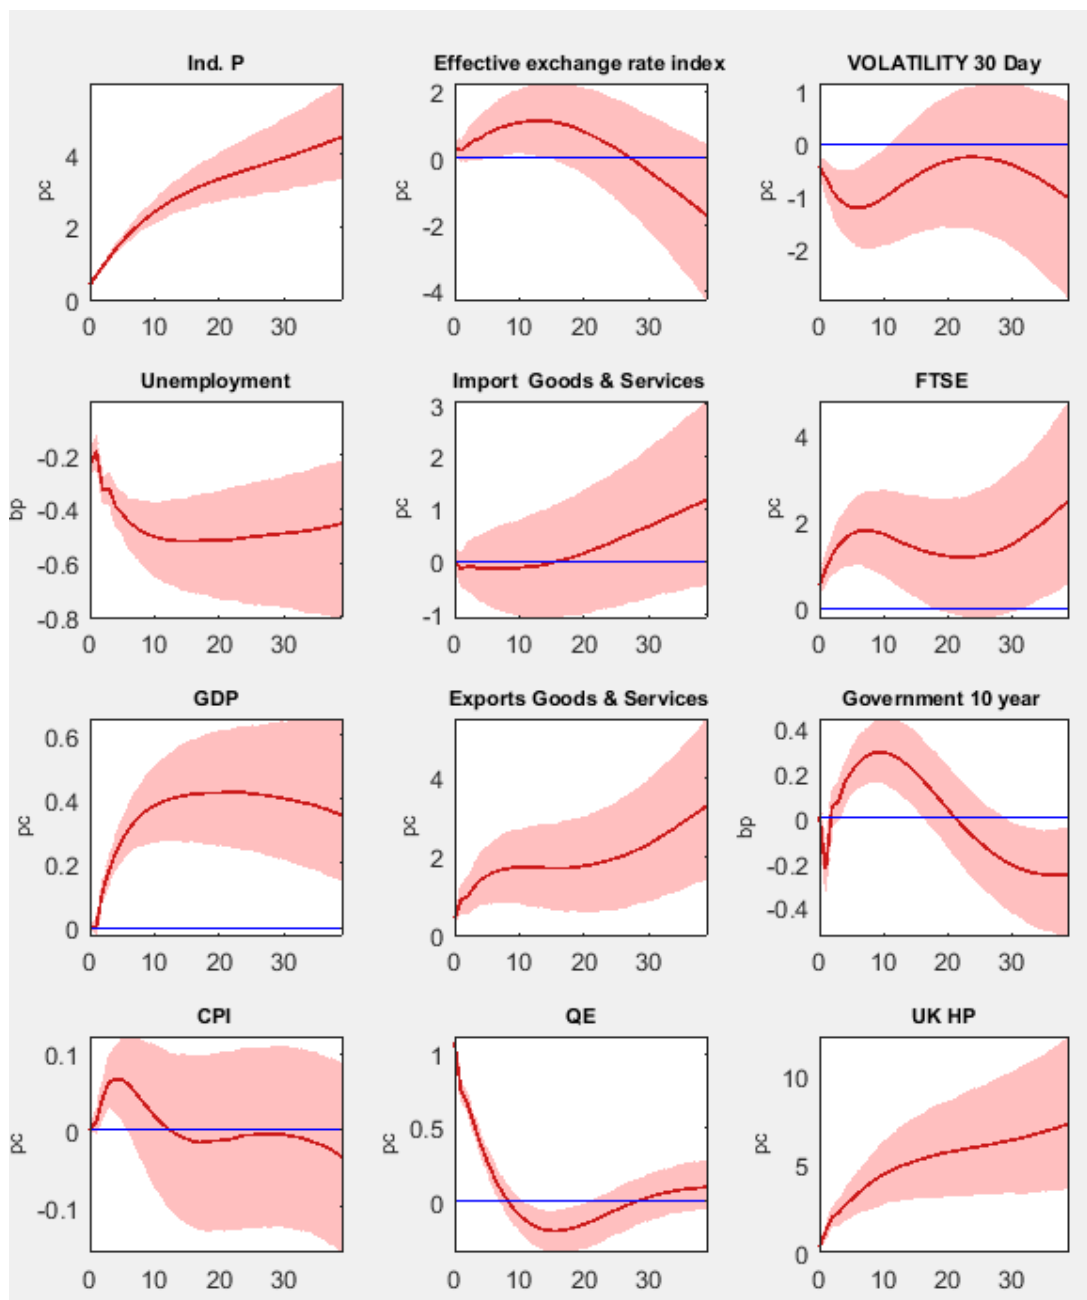 Ind. P
Effective exchange rate index
VOLATILITY 30 Day
pc
4
2
0
0 10 20 30
pc
2
0
-2
-4
0 10 20 30
pc
1
0
-1
-2
0 10 20 30
Unemployment
Import Goods & Services
FTSE
bp
-0.2
-0.4
-0.6
-0.8
0 10 20 30
pc
3
2
1
0
-1
0 10 20 30
pc
4
2
0
0 10 20 30
GDP
Exports Goods & Services
Government 10 year
pc
0.6
0.4
0.2
0
0 10 20 30
pc
4
2
0
0 10 20 30
bp
0.4
0.2
0
-0.2
-0.4
0 10 20 30
CPI
QE
UK HP
pc
0.1
0
-0.1
0 10 20 30
pc
1
0.5
0
0 10 20 30
pc
10
5
0
0 10 20 30